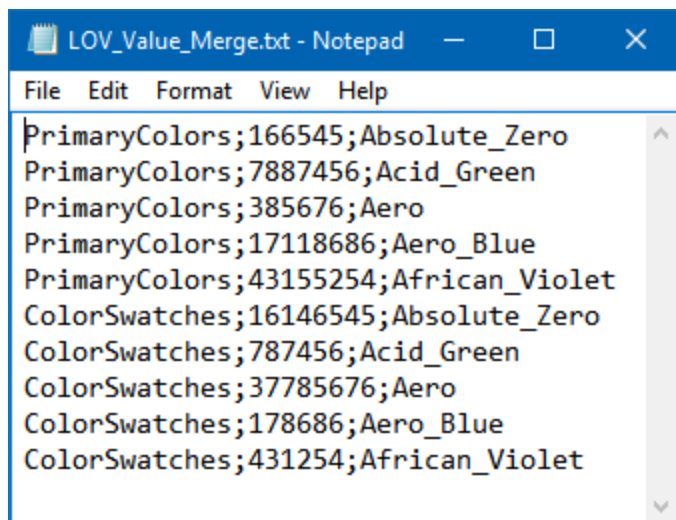 LOV_Value_Merge.txt - Notepad
File Edit Format View Help
PrimaryColors;166545;Absolute_Zero
PrimaryColors;7887456;Acid_Green
PrimaryColors;385676;Aero
PrimaryColors;17118686;Aero_Blue
PrimaryColors;43155254;African_Violet
ColorSwatches;16146545;Absolute_Zero
ColorSwatches;787456;Acid_Green
ColorSwatches;37785676;Aero
ColorSwatches;178686;Aero_Blue
ColorSwatches;431254;African_Violet